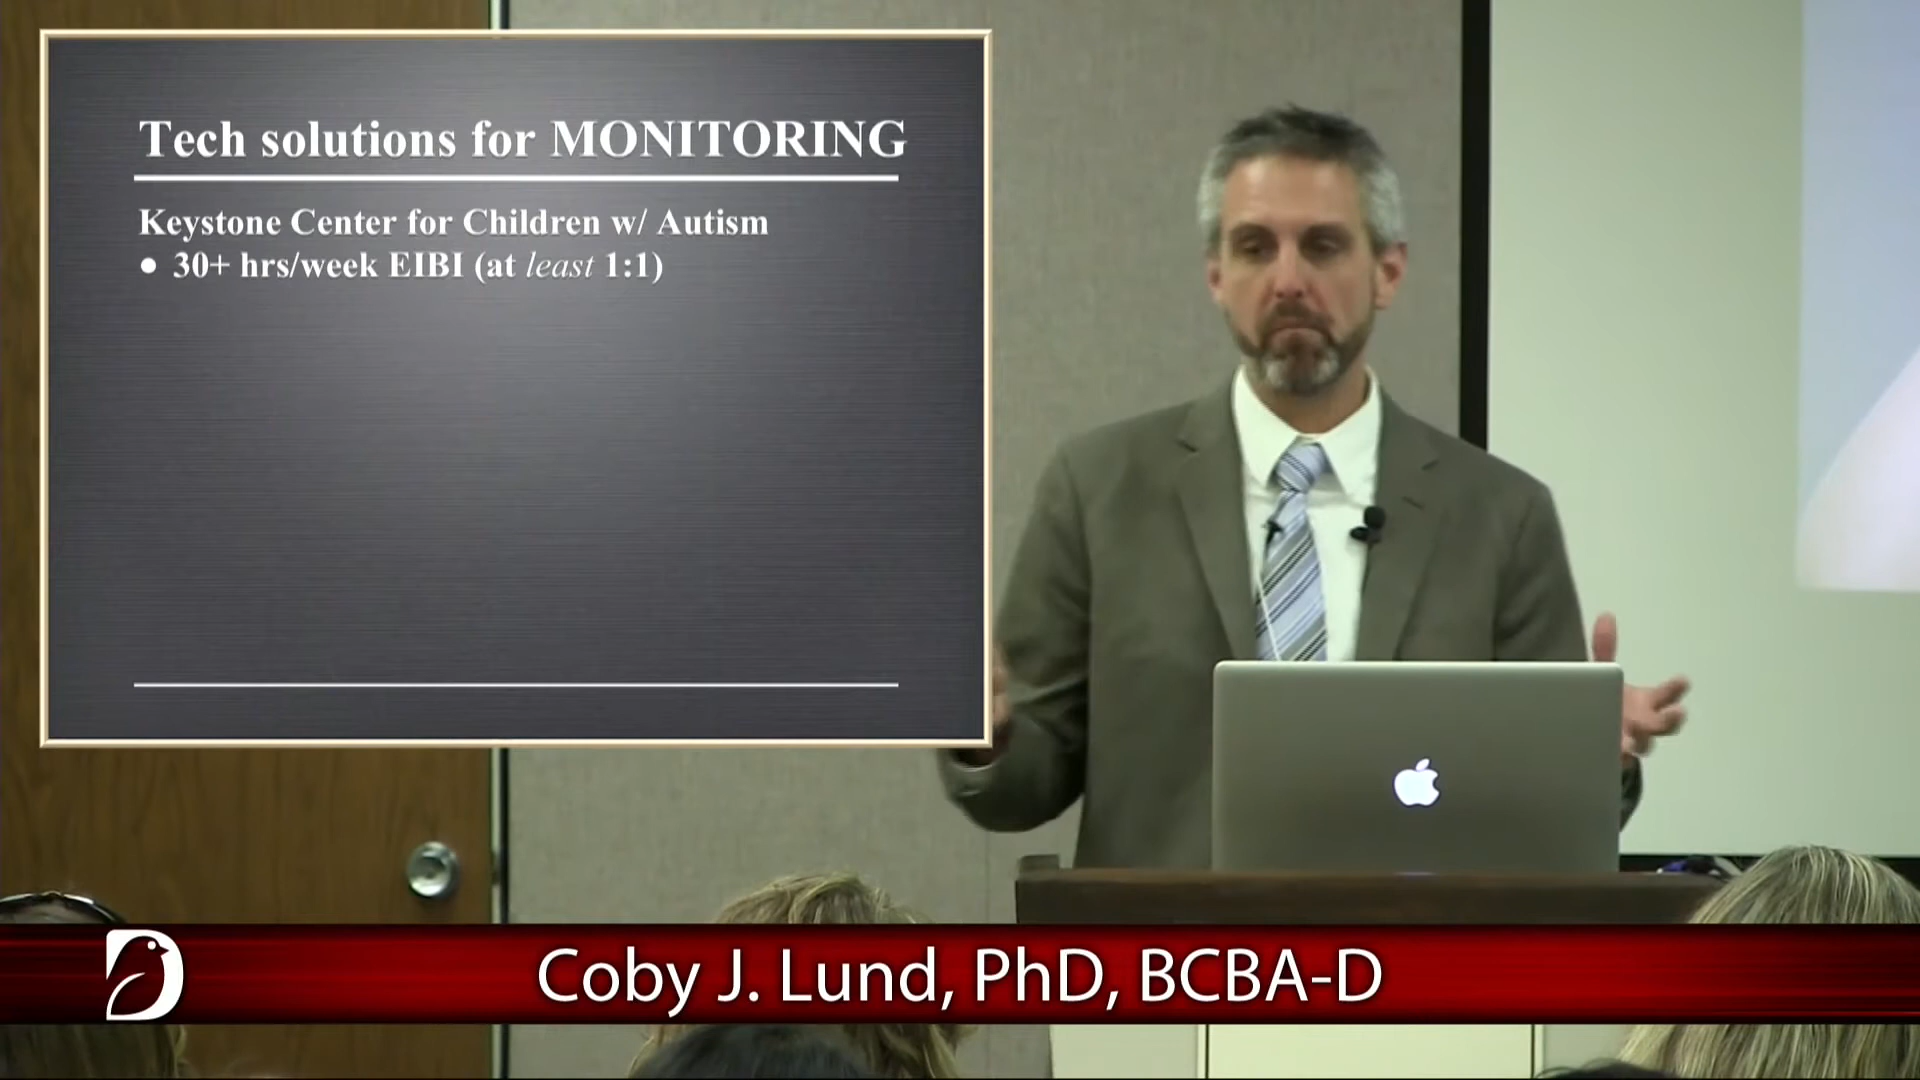 Tech solutions for MONITORING
Keystone Center for Children w/ Autism
● 30+ hrs/week EIBI (at least 1:1)
Coby J. Lund, PhD, BCBA-D